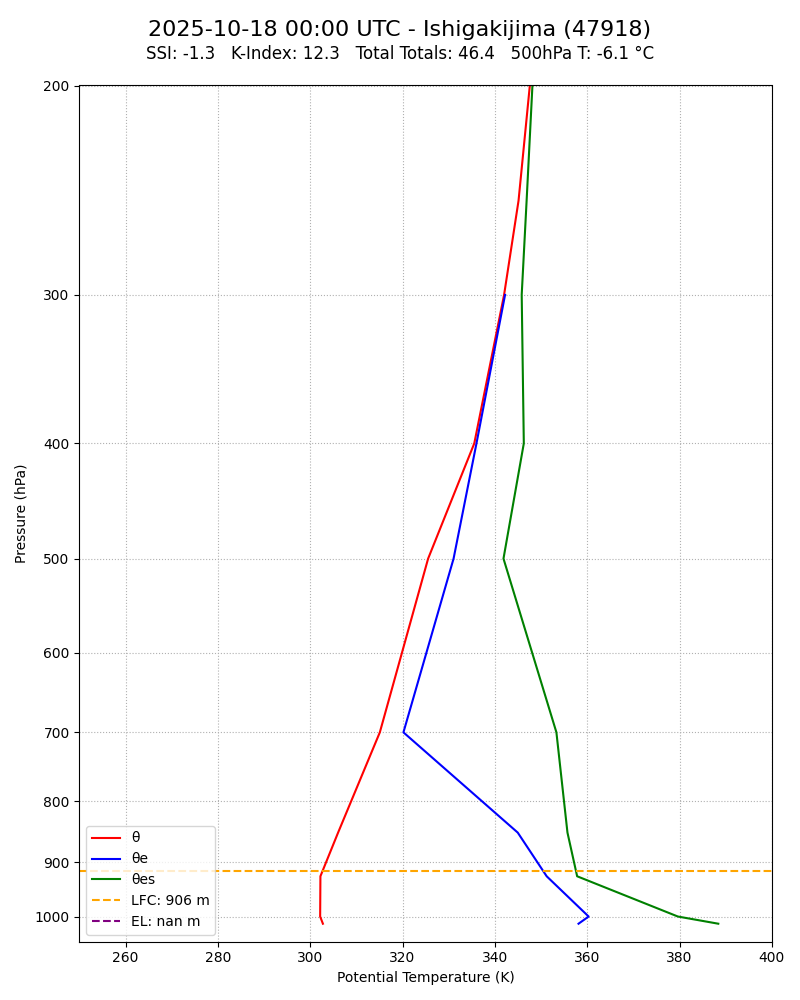 2025-10-18 00:00 UTC - Ishigakijima (47918)
SSI: -1.3   K-Index: 12.3   Total Totals: 46.4   500hPa T: -6.1 °C
200
300
400
500
600
700
800
900
1000
Pressure (hPa)
θ
θe
θes
LFC: 906 m
EL: nan m
260 280 300 320 340 360 380 400
Potential Temperature (K)